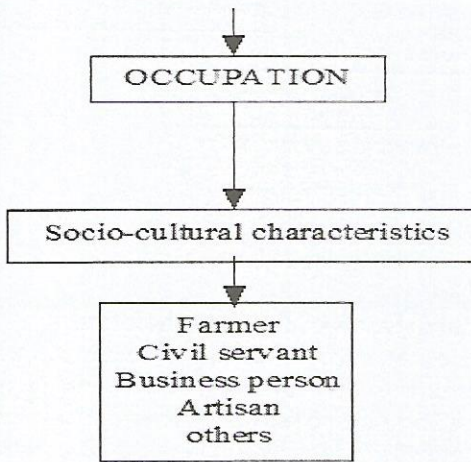 OCCUPATION
Socio-cultural characteristics
Farmer
Civil servant
Business person
Artisan
others